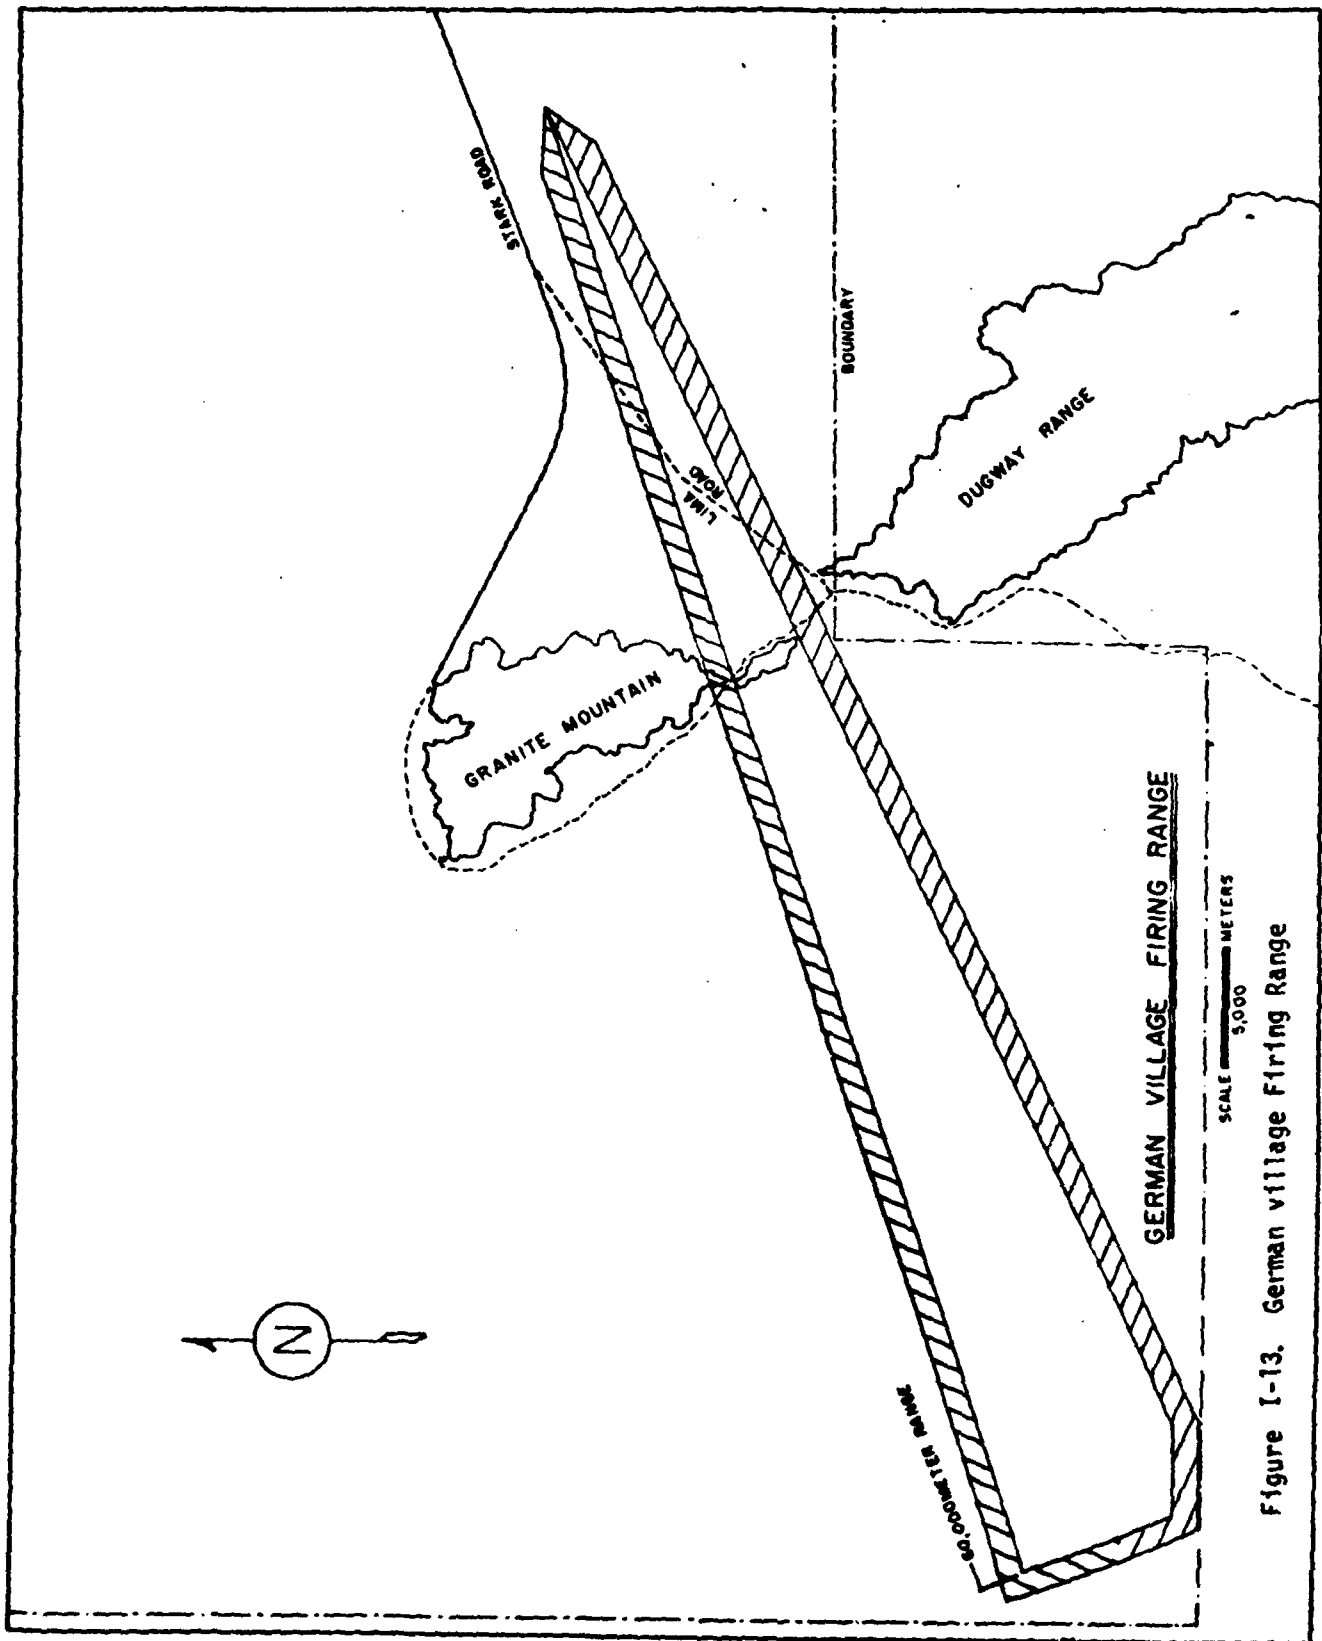 STARK ROAD
BOUNDARY
LIMA
ROAD
DUGWAY RANGE
GRANITE MOUNTAIN
N
60,000METER RANGE
GERMAN VILLAGE FIRING RANGE
SCALE METERS
5,000
Figure I-13. German village Firing Range